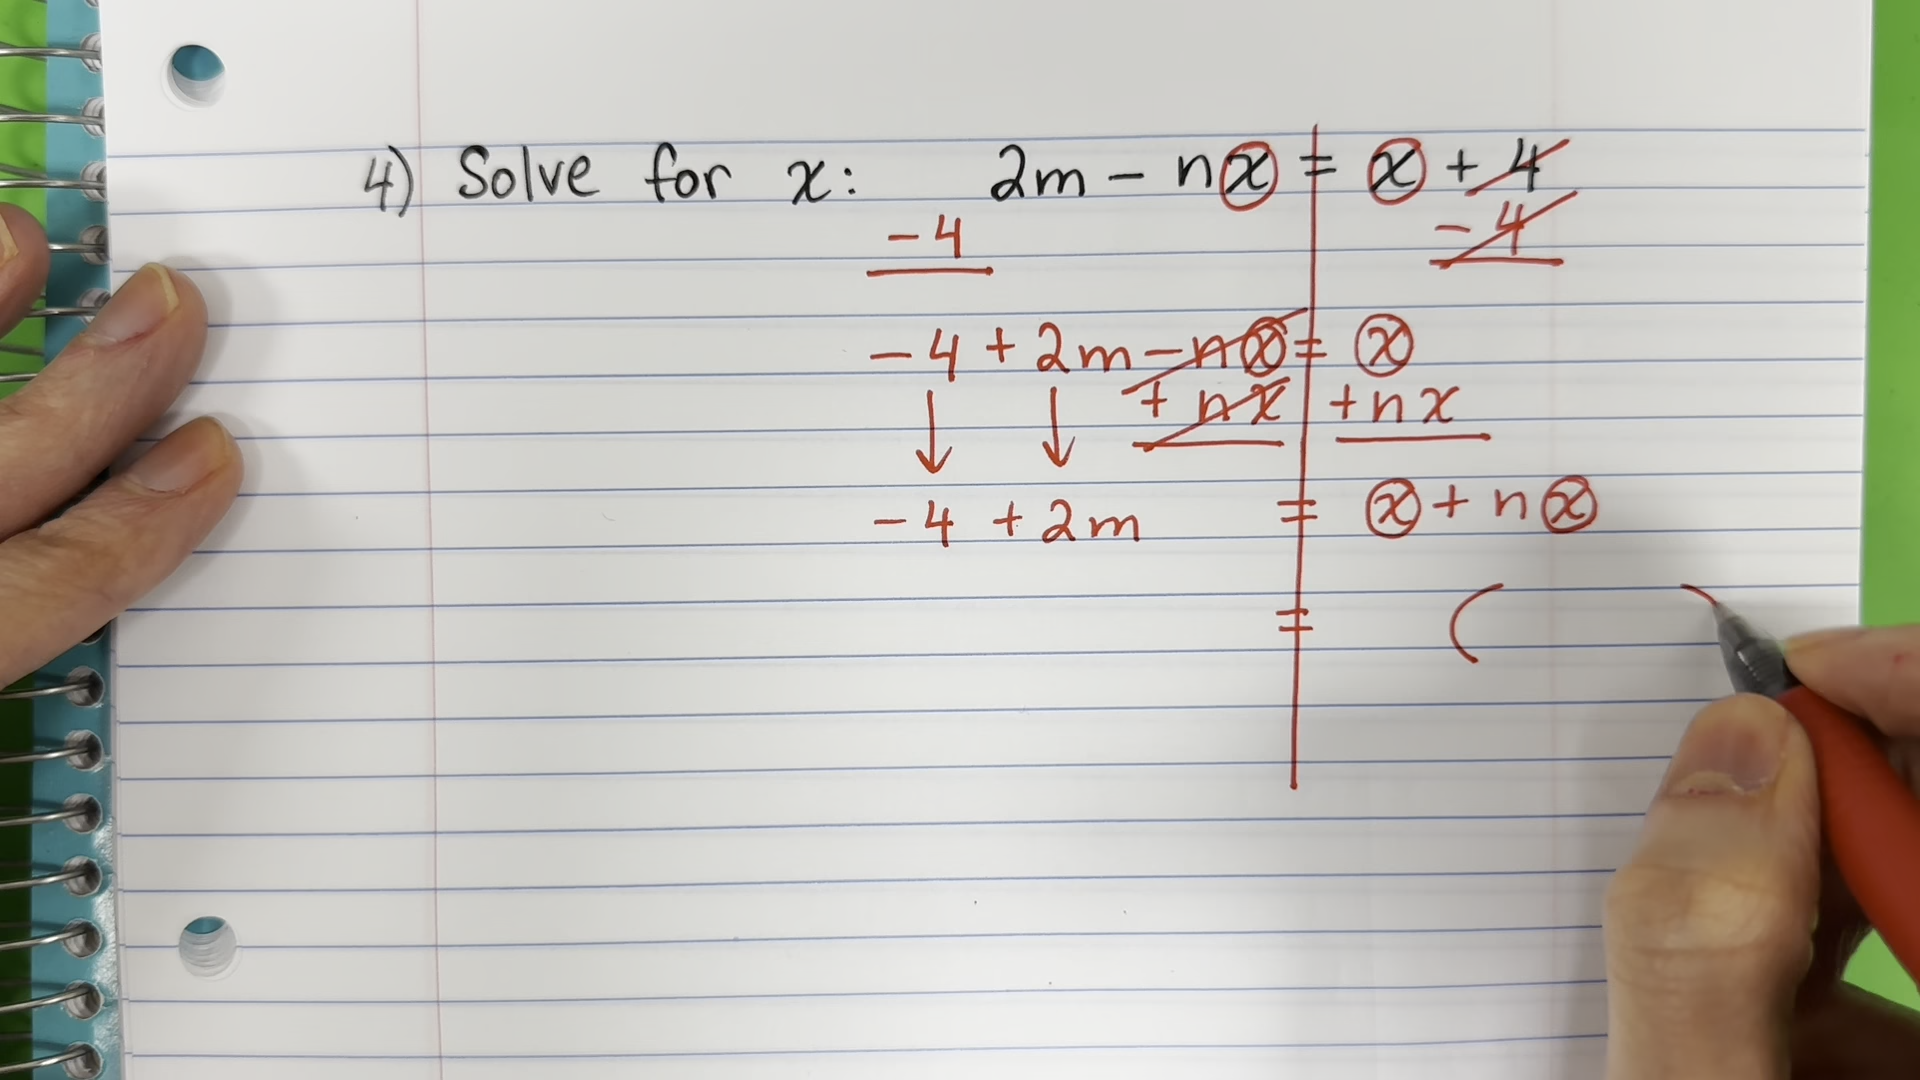 4) Solve for x: 2m - nx = x + 4
-4 -4
-4 + 2m - nx = x
+ nx + nx
-4 + 2m = x + nx
= ( )